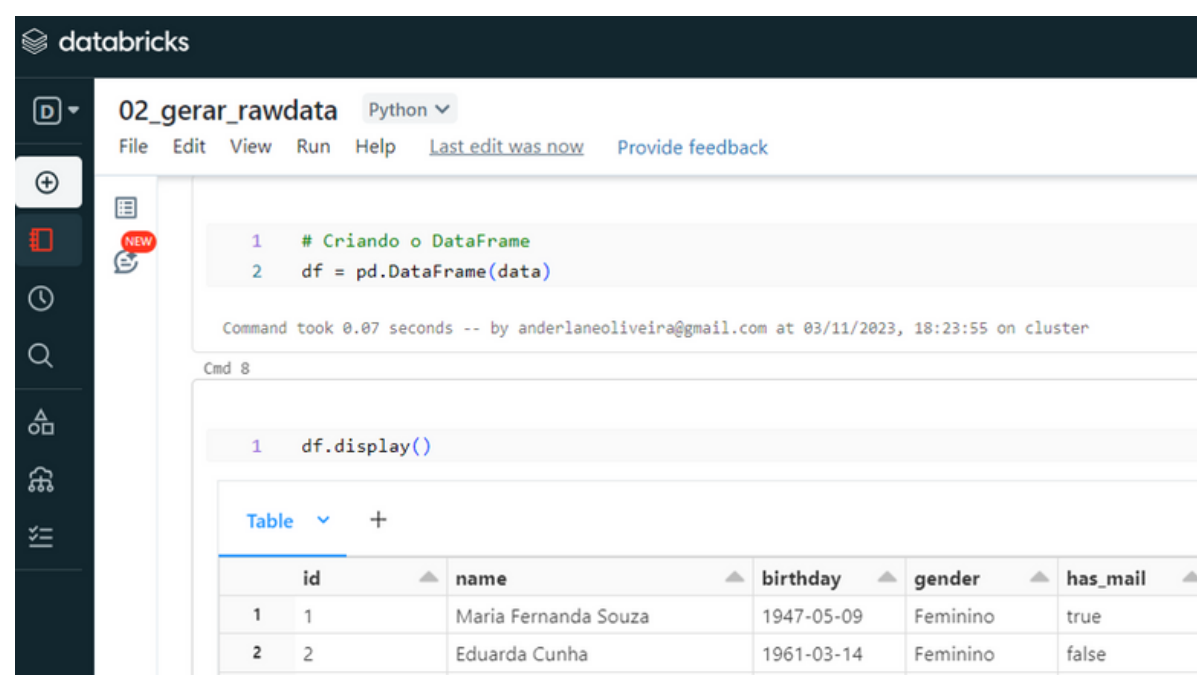 databricks
D
02_gerar_rawdata Python
File Edit View Run Help Last edit was now Provide feedback
NEW
1 # Criando o DataFrame
2 df = pd.DataFrame(data)
Command took 0.07 seconds -- by anderlaneoliveira@gmail.com at 03/11/2023, 18:23:55 on cluster
Cmd 8
1 df.display()
Table +
id name birthday gender has_mail
1 1 Maria Fernanda Souza 1947-05-09 Feminino true
2 2 Eduarda Cunha 1961-03-14 Feminino false